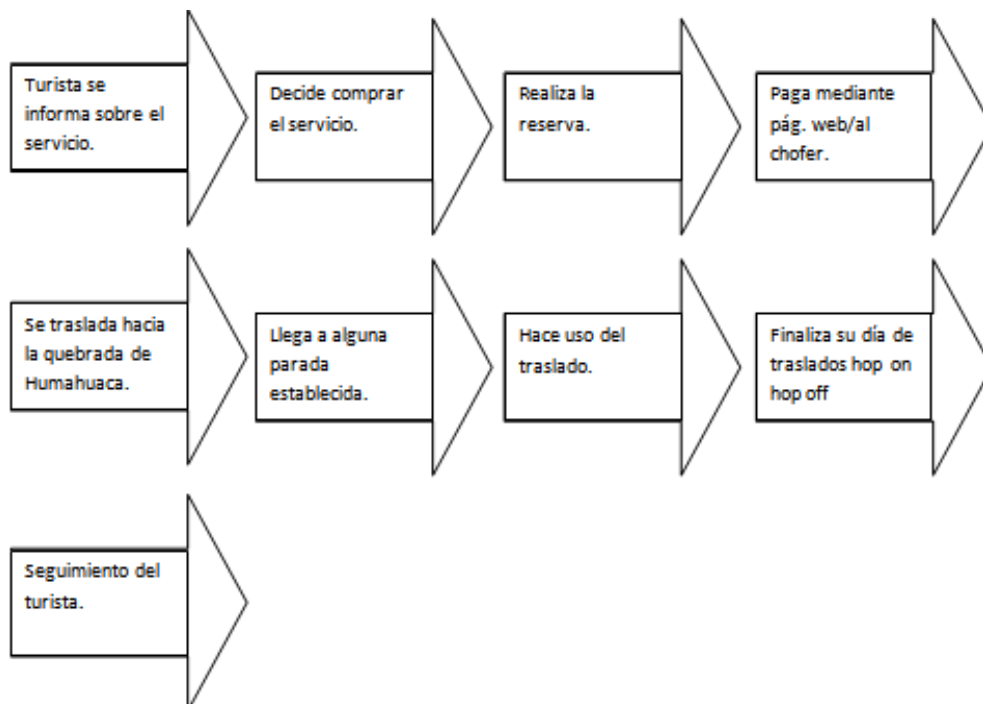 Turista se
informa sobre el
servicio.
Decide comprar
el servicio.
Realiza la
reserva.
Paga mediante
pág. web/al
chofer.
Se traslada hacia
la quebrada de
Humahuaca.
Llega a alguna
parada
establecida.
Hace uso del
traslado.
Finaliza su día de
traslados hop on
hop off
Seguimiento del
turista.